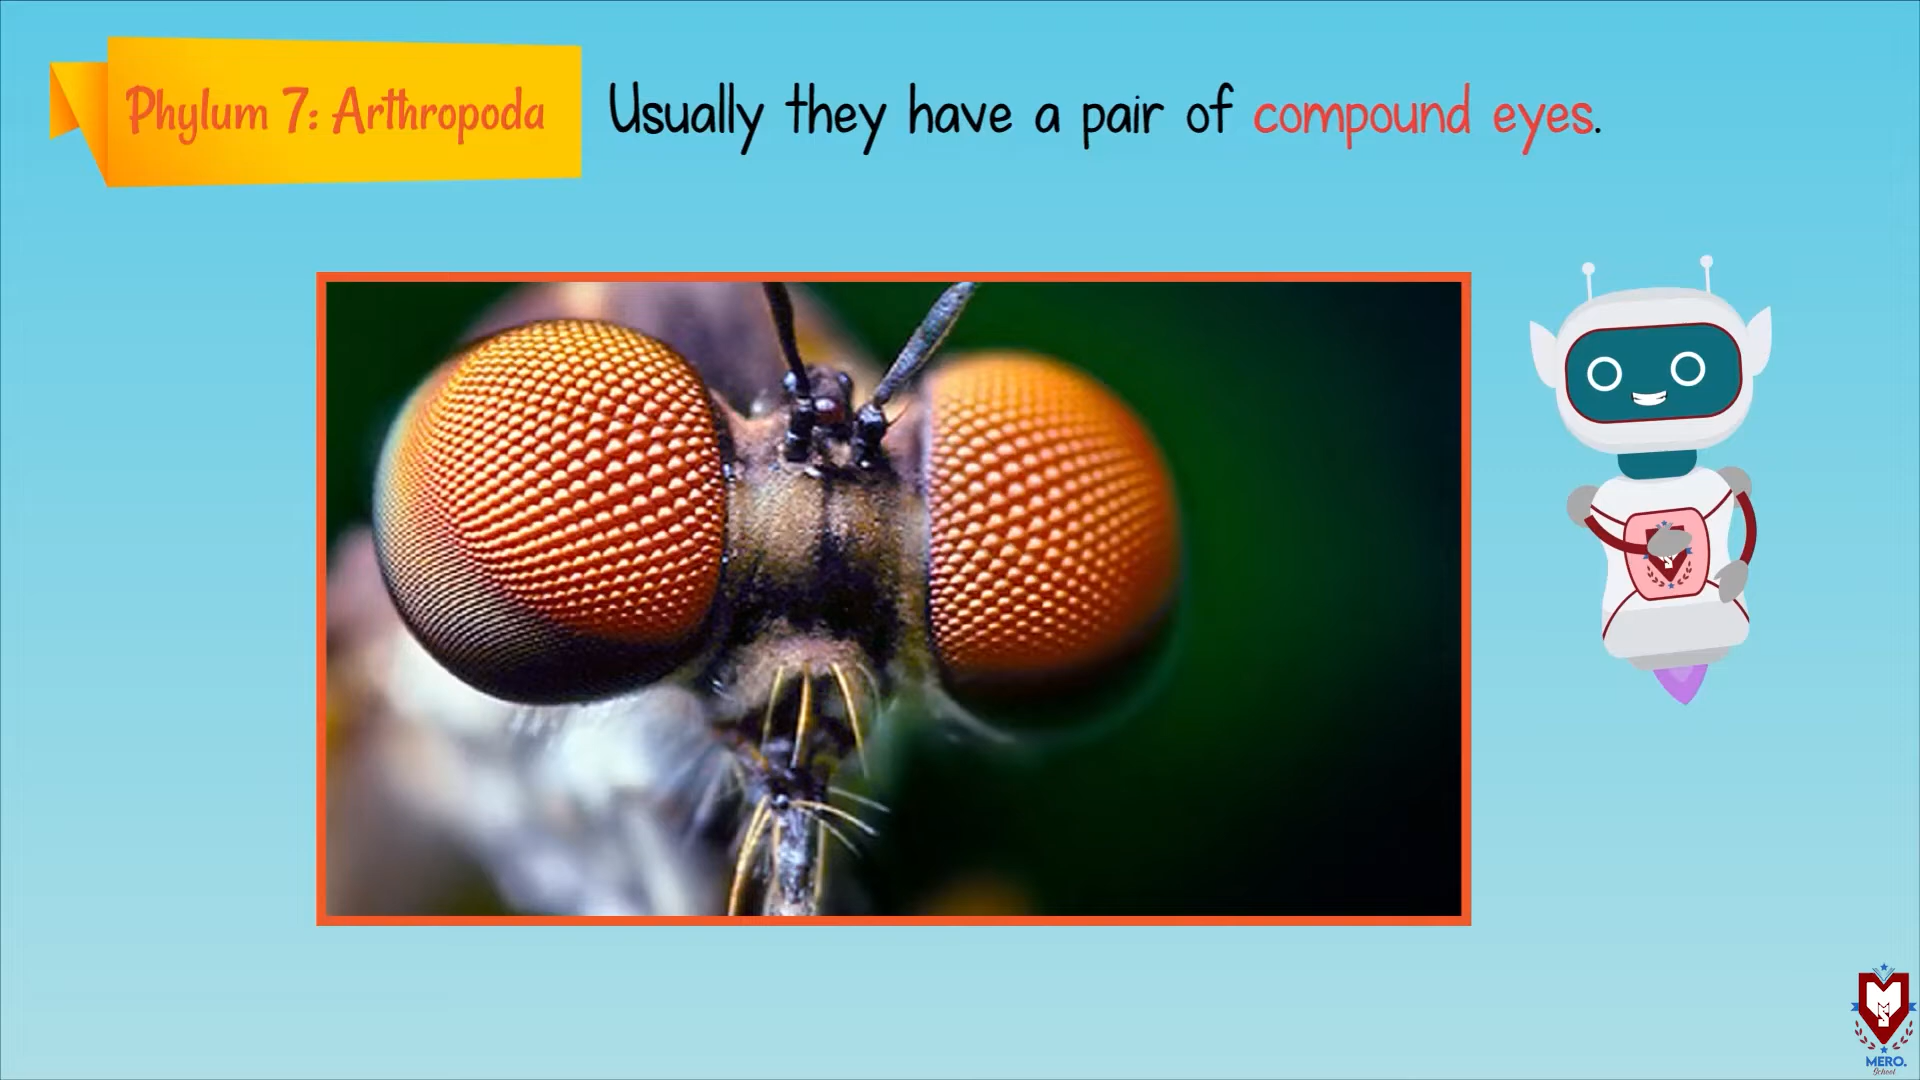 Phylum 7: Arthropoda
Usually they have a pair of compound eyes.
MERO.
School